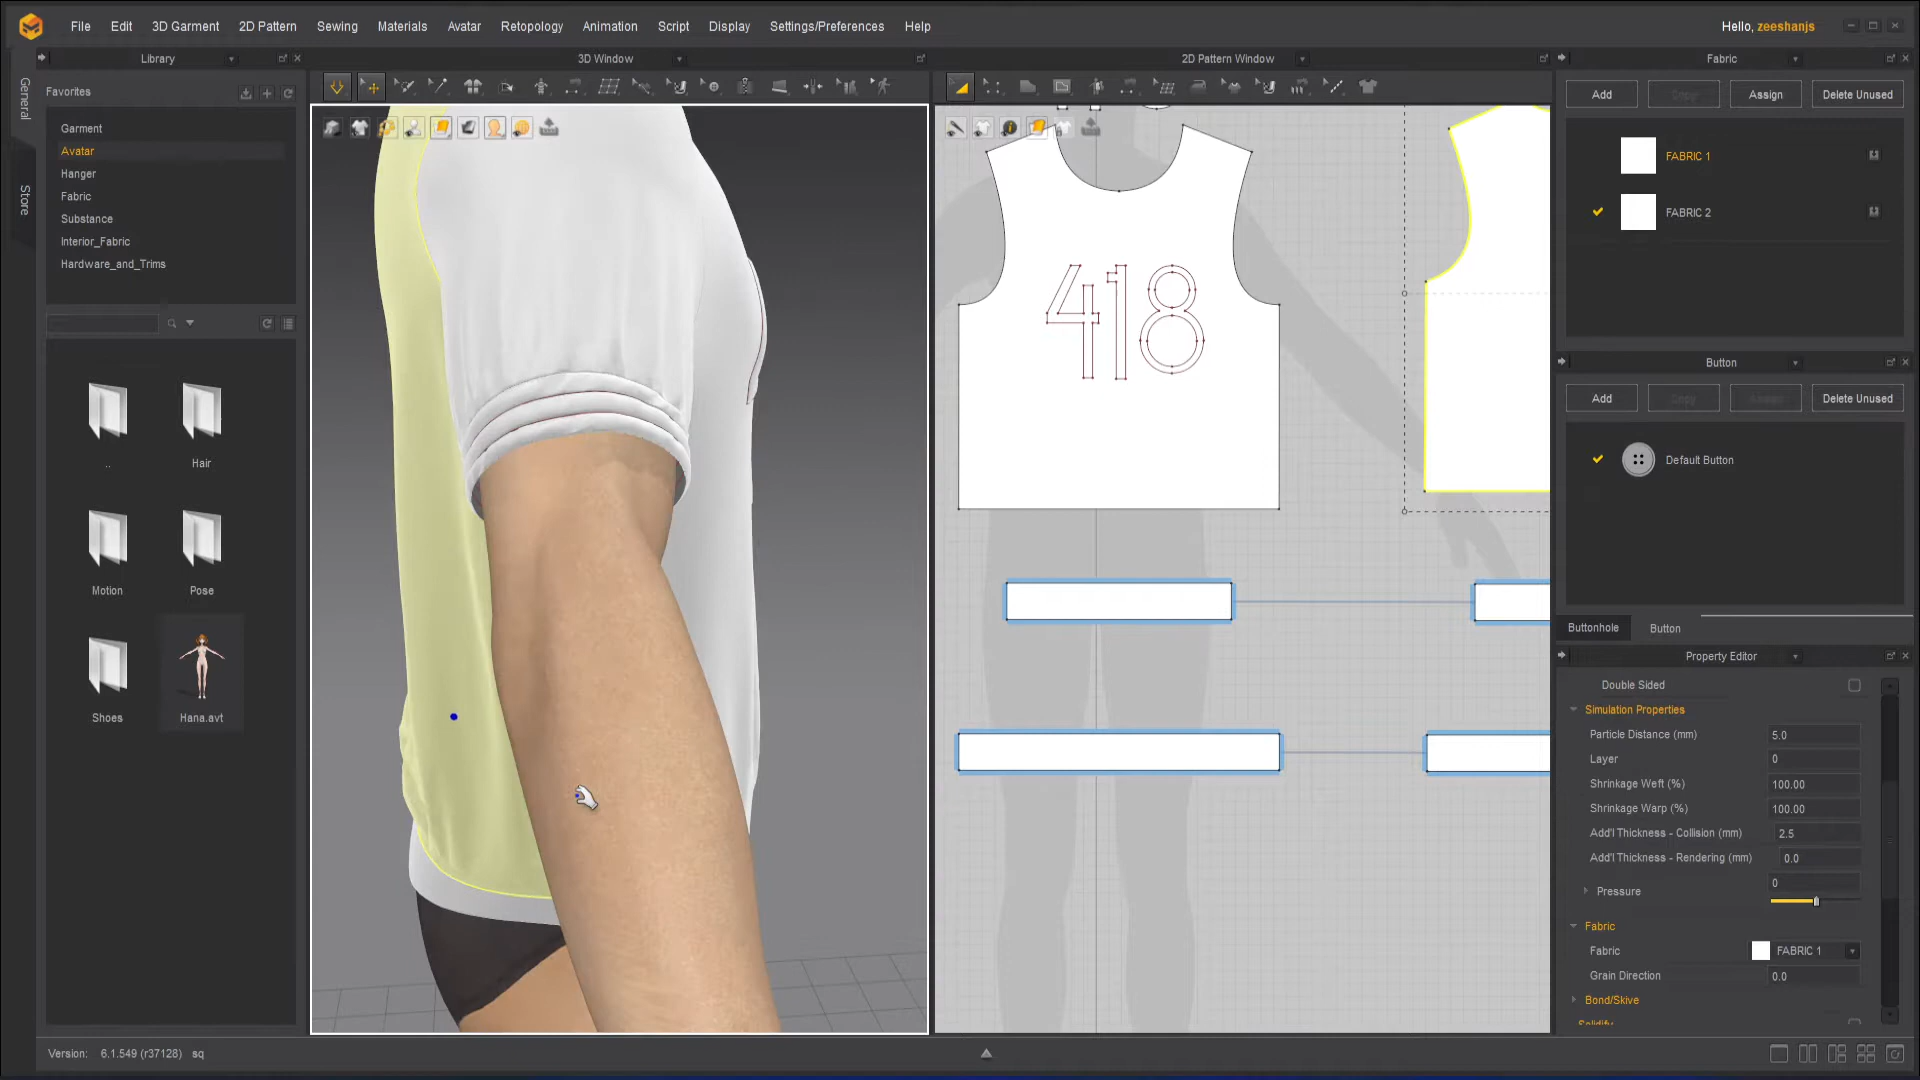 File Edit 3D Garment 2D Pattern Sewing Materials Avatar Retopology Animation Script Display Settings/Preferences Help
Hello, zeeshanjs
Library
3D Window
2D Pattern Window
Fabric
General
Store
Favorites
Garment
Avatar
Hanger
Fabric
Substance
Interior_Fabric
Hardware_and_Trims
..
Hair
Motion
Pose
Shoes
Hana.avt
418
Add Copy Assign Delete Unused
FABRIC 1
FABRIC 2
Button
Add Copy Assign Delete Unused
Default Button
Buttonhole Button
Property Editor
Double Sided
Simulation Properties
Particle Distance (mm) 5.0
Layer 0
Shrinkage Weft (%) 100.00
Shrinkage Warp (%) 100.00
Add'l Thickness - Collision (mm) 2.5
Add'l Thickness - Rendering (mm) 0.0
Pressure 0
Fabric
Fabric FABRIC 1
Grain Direction 0.0
Bond/Skive
Solidify
Version: 6.1.549 (r37128) sq